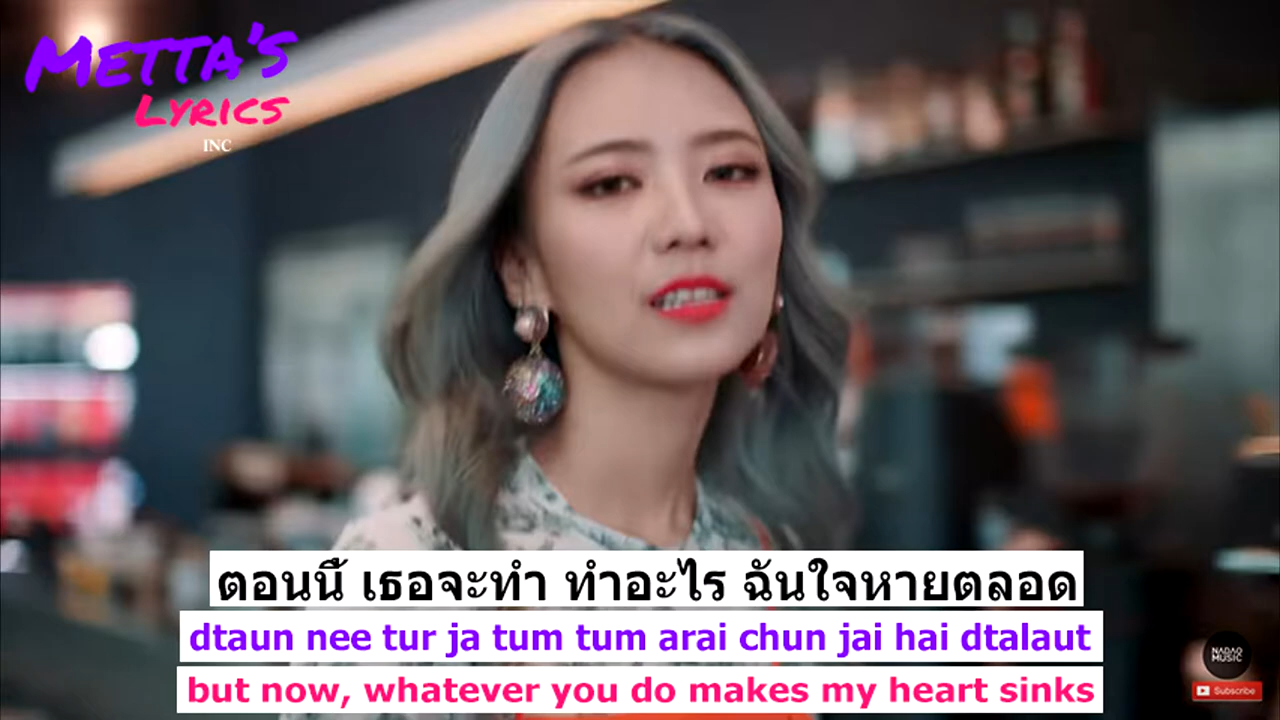 METTA'S
LYRICS
INC
ตอนนี้ เธอจะทำ ทำอะไร ฉันใจหายตลอด
dtaun nee tur ja tum tum arai chun jai hai dtalaut
but now, whatever you do makes my heart sinks
NADAO
MUSIC
Subscribe